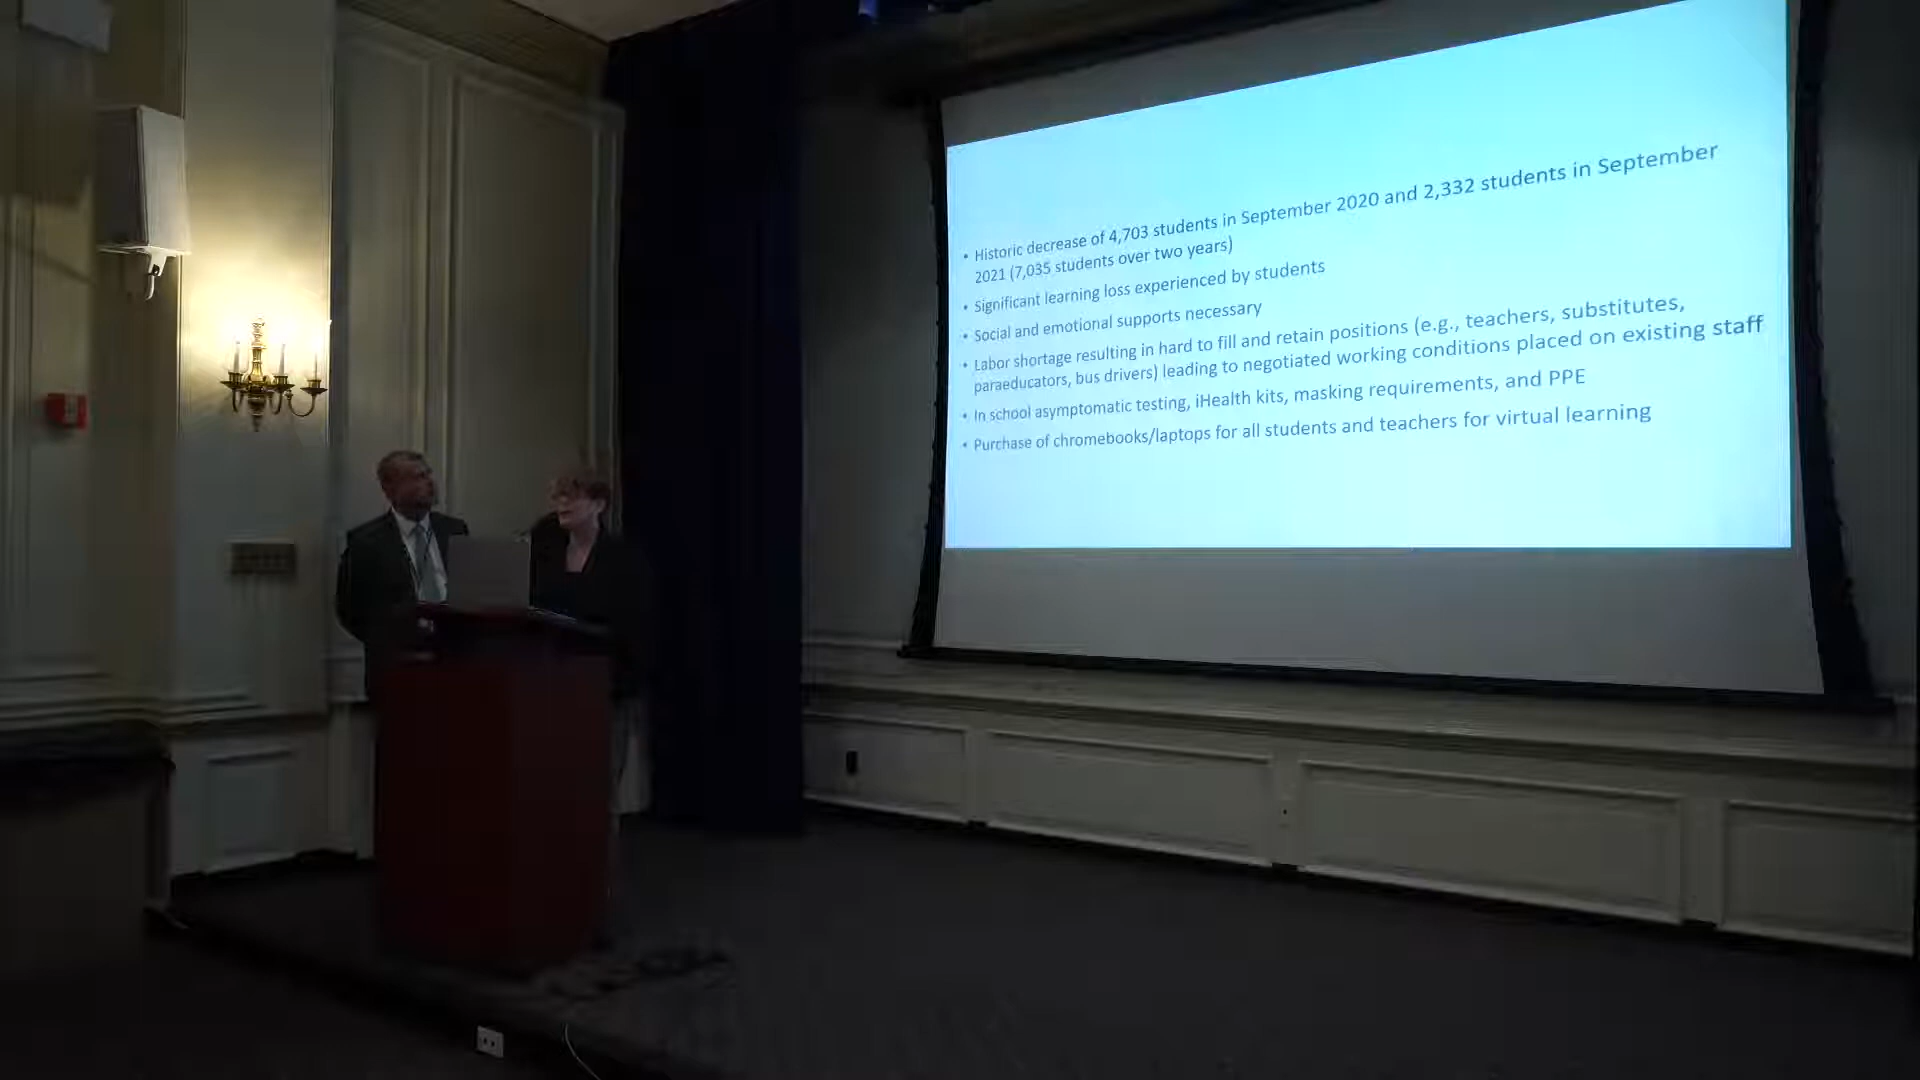 • Historic decrease of 4,703 students in September 2020 and 2,332 students in September
2021 (7,035 students over two years)
• Significant learning loss experienced by students
• Social and emotional supports necessary
• Labor shortage resulting in hard to fill and retain positions (e.g., teachers, substitutes,
paraeducators, bus drivers) leading to negotiated working conditions placed on existing staff
• In school asymptomatic testing, iHealth kits, masking requirements, and PPE
• Purchase of chromebooks/laptops for all students and teachers for virtual learning